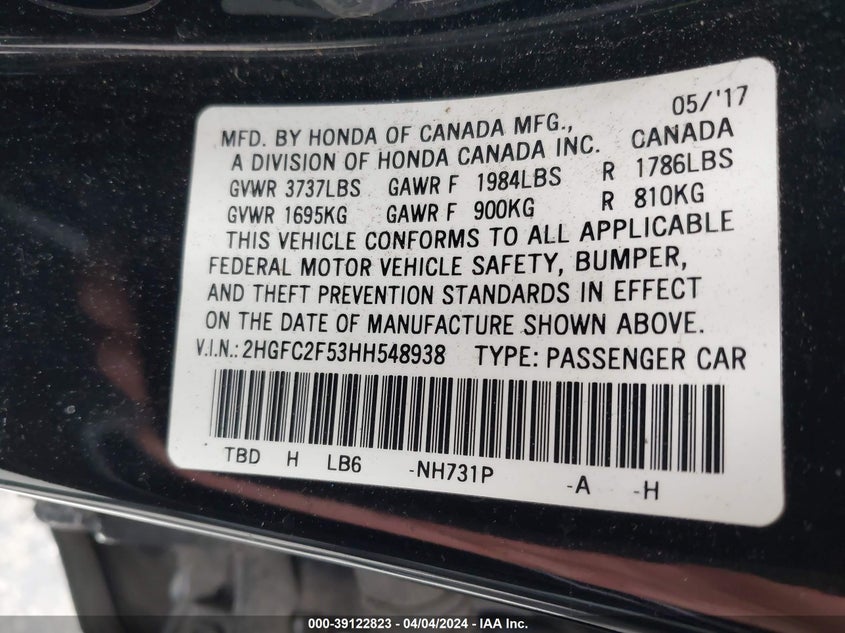 05/'17
MFD. BY HONDA OF CANADA MFG., CANADA
A DIVISION OF HONDA CANADA INC.
GVWR 3737LBS GAWR F 1984LBS R 1786LBS
GVWR 1695KG GAWR F 900KG R 810KG
THIS VEHICLE CONFORMS TO ALL APPLICABLE
FEDERAL MOTOR VEHICLE SAFETY, BUMPER,
AND THEFT PREVENTION STANDARDS IN EFFECT
ON THE DATE OF MANUFACTURE SHOWN ABOVE.
V.I.N.: 2HGFC2F53HH548938 TYPE: PASSENGER CAR
TBD H LB6 -NH731P -A -H
000-39122823 - 04/04/2024 - IAA Inc.